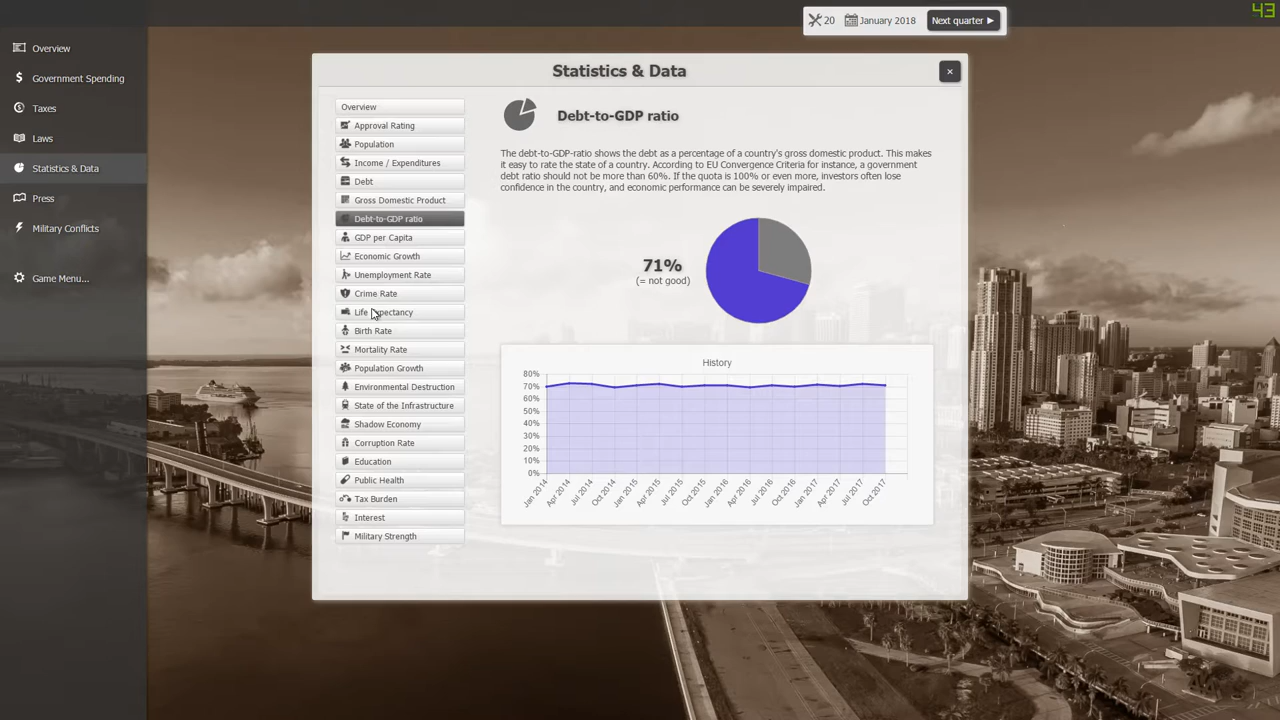 43
20 January 2018 Next quarter ▶
Overview
Government Spending
Taxes
Laws
Statistics & Data
Press
Military Conflicts
Game Menu...
Statistics & Data
×
Overview
Approval Rating
Population
Income / Expenditures
Debt
Gross Domestic Product
Debt-to-GDP ratio
GDP per Capita
Economic Growth
Unemployment Rate
Crime Rate
Life Expectancy
Birth Rate
Mortality Rate
Population Growth
Environmental Destruction
State of the Infrastructure
Shadow Economy
Corruption Rate
Education
Public Health
Tax Burden
Interest
Military Strength
Debt-to-GDP ratio
The debt-to-GDP-ratio shows the debt as a percentage of a country's gross domestic product. This makes
it easy to rate the state of a country. According to EU Convergence Criteria for instance, a government
debt ratio should not be more than 60%. If the quota is 100% or even more, investors often lose
confidence in the country, and economic performance can be severely impaired.
71%
(= not good)
History
80%
70%
60%
50%
40%
30%
20%
10%
0%
Jan 2014
Apr 2014
Jul 2014
Oct 2014
Jan 2015
Apr 2015
Jul 2015
Oct 2015
Jan 2016
Apr 2016
Jul 2016
Oct 2016
Jan 2017
Apr 2017
Jul 2017
Oct 2017